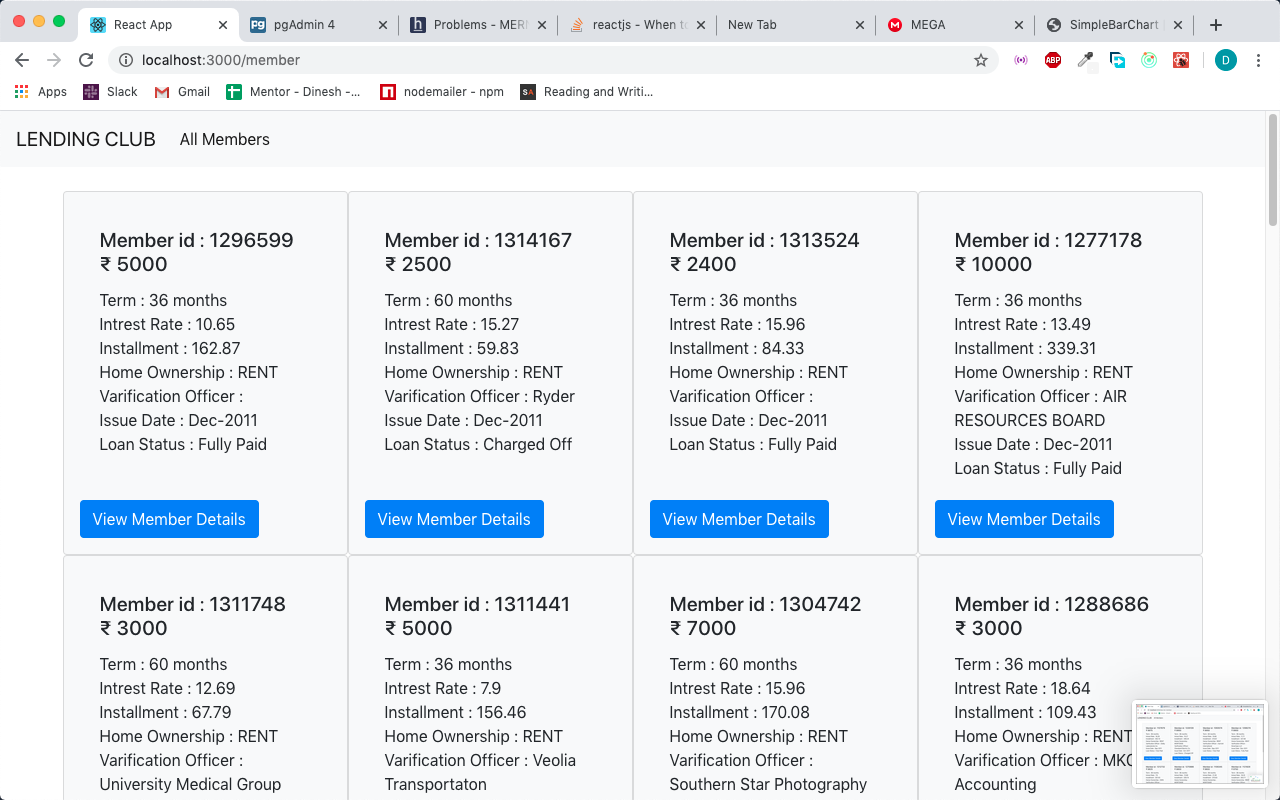 React App
pgAdmin 4
Problems - MERN
reactjs - When to
New Tab
MEGA
SimpleBarChart
localhost:3000/member
ABP
D
Apps
Slack
Gmail
Mentor - Dinesh -...
nodemailer - npm
Reading and Writi...
LENDING CLUB
All Members
Member id : 1296599
₹ 5000
Term : 36 months
Intrest Rate : 10.65
Installment : 162.87
Home Ownership : RENT
Varification Officer :
Issue Date : Dec-2011
Loan Status : Fully Paid
View Member Details
Member id : 1314167
₹ 2500
Term : 60 months
Intrest Rate : 15.27
Installment : 59.83
Home Ownership : RENT
Varification Officer : Ryder
Issue Date : Dec-2011
Loan Status : Charged Off
View Member Details
Member id : 1313524
₹ 2400
Term : 36 months
Intrest Rate : 15.96
Installment : 84.33
Home Ownership : RENT
Varification Officer :
Issue Date : Dec-2011
Loan Status : Fully Paid
View Member Details
Member id : 1277178
₹ 10000
Term : 36 months
Intrest Rate : 13.49
Installment : 339.31
Home Ownership : RENT
Varification Officer : AIR
RESOURCES BOARD
Issue Date : Dec-2011
Loan Status : Fully Paid
View Member Details
Member id : 1311748
₹ 3000
Term : 60 months
Intrest Rate : 12.69
Installment : 67.79
Home Ownership : RENT
Varification Officer :
University Medical Group
Member id : 1311441
₹ 5000
Term : 36 months
Intrest Rate : 7.9
Installment : 156.46
Home Ownership : RENT
Varification Officer : Veolia
Transportaton
Member id : 1304742
₹ 7000
Term : 60 months
Intrest Rate : 15.96
Installment : 170.08
Home Ownership : RENT
Varification Officer :
Southern Star Photography
Member id : 1288686
₹ 3000
Term : 36 months
Intrest Rate : 18.64
Installment : 109.43
Home Ownership : RENT
Varification Officer :
Accounting